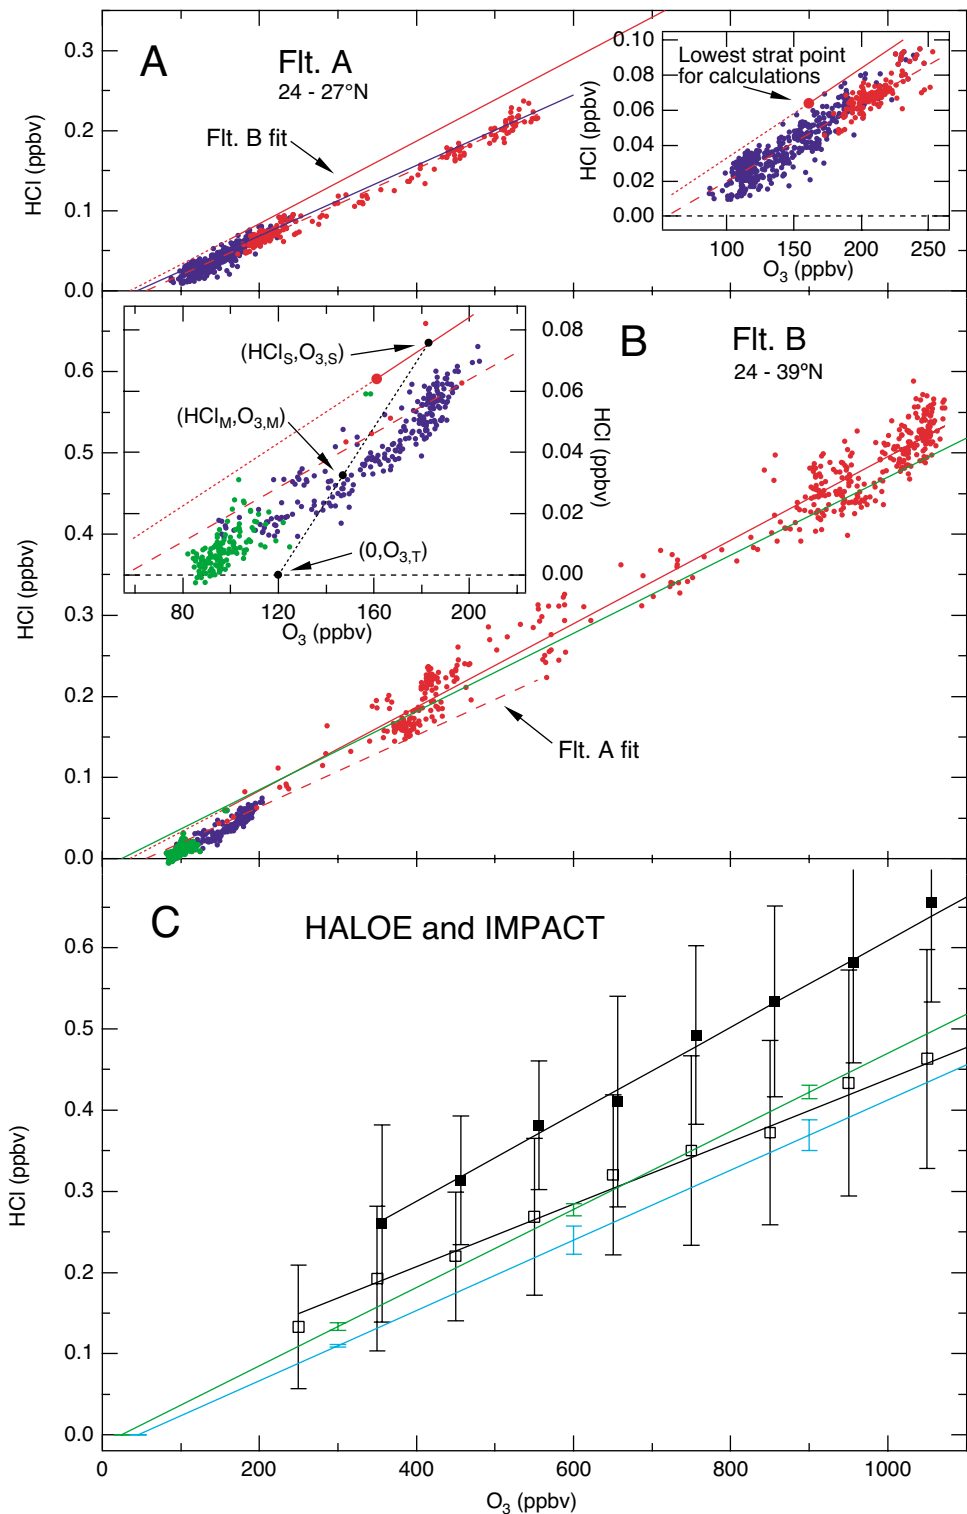 A
Flt. A
24 - 27°N
Flt. B fit
HCl (ppbv)
0.3
0.2
0.1
0.0
Lowest strat point
for calculations
HCl (ppbv)
0.10
0.08
0.06
0.04
0.02
0.00
100
150
200
250
O3 (ppbv)
B
Flt. B
24 - 39°N
(HClS,O3,S)
(HClM,O3,M)
(0,O3,T)
0.08
0.06
0.04
0.02
0.00
HCl (ppbv)
80
120
160
200
O3 (ppbv)
Flt. A fit
HCl (ppbv)
0.6
0.5
0.4
0.3
0.2
0.1
0.0
C
HALOE and IMPACT
HCl (ppbv)
0.6
0.5
0.4
0.3
0.2
0.1
0.0
0
200
400
600
800
1000
O3 (ppbv)